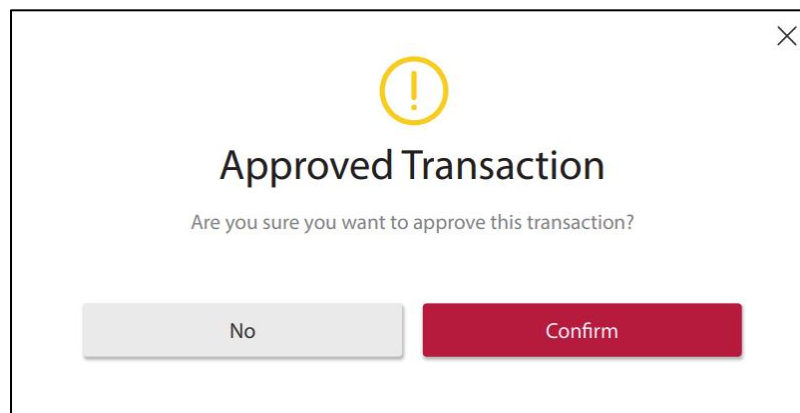 Approved Transaction
Are you sure you want to approve this transaction?
No
Confirm